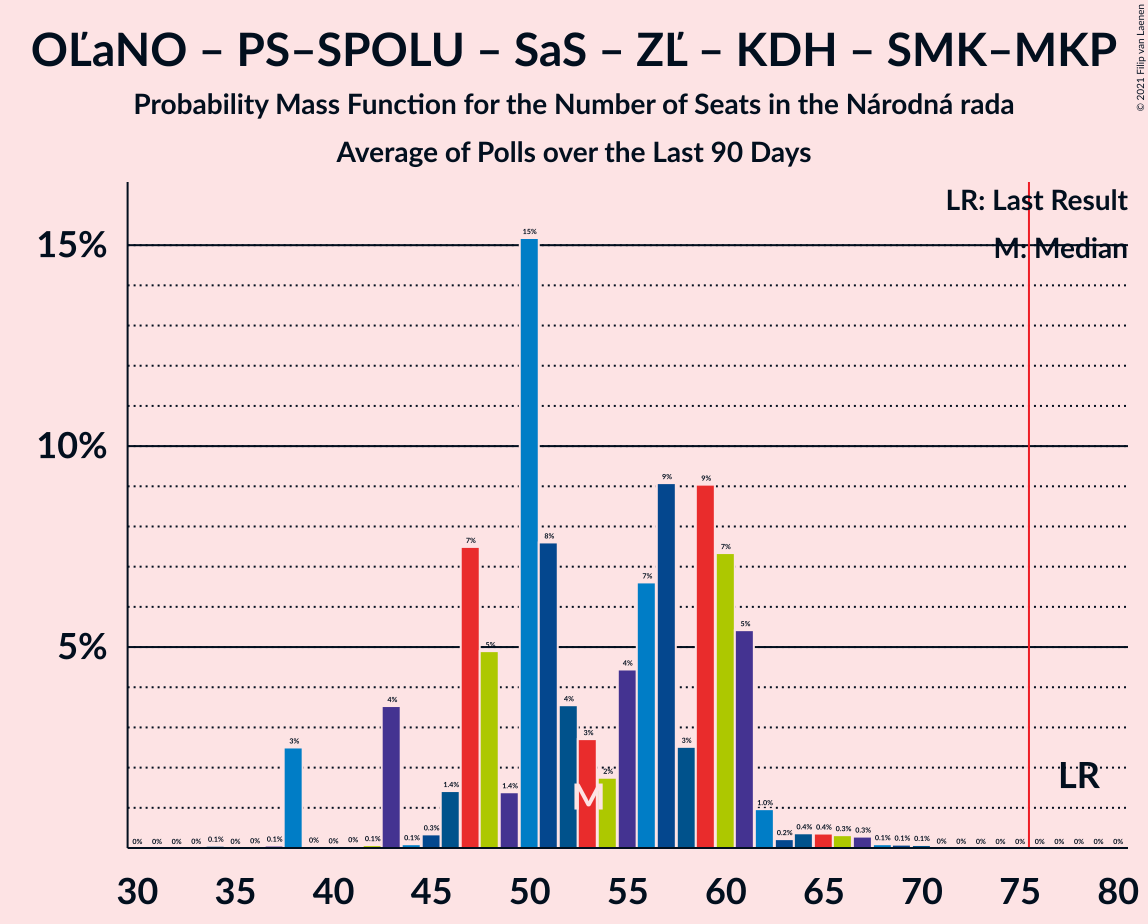 OĽaNO – PS–SPOLU – SaS – ZĽ – KDH – SMK–MKP
Probability Mass Function for the Number of Seats in the Národná rada
Average of Polls over the Last 90 Days
© 2021 Filip van Laenen
LR: Last Result
M: Median
15%
10%
5%
0% 0% 0% 0% 0.1% 0% 0% 0.1% 3% 0% 0% 0% 0.1% 4% 0.1% 0.3% 1.4% 7% 5% 1.4% 15% 8% 4% 3% 2% 4% 7% 9% 3% 9% 7% 5% 1.0% 0.2% 0.4% 0.4% 0.3% 0.3% 0.1% 0.1% 0.1% 0% 0% 0% 0% 0% 0% 0% 0% 0% 0%
M
LR
30 35 40 45 50 55 60 65 70 75 80